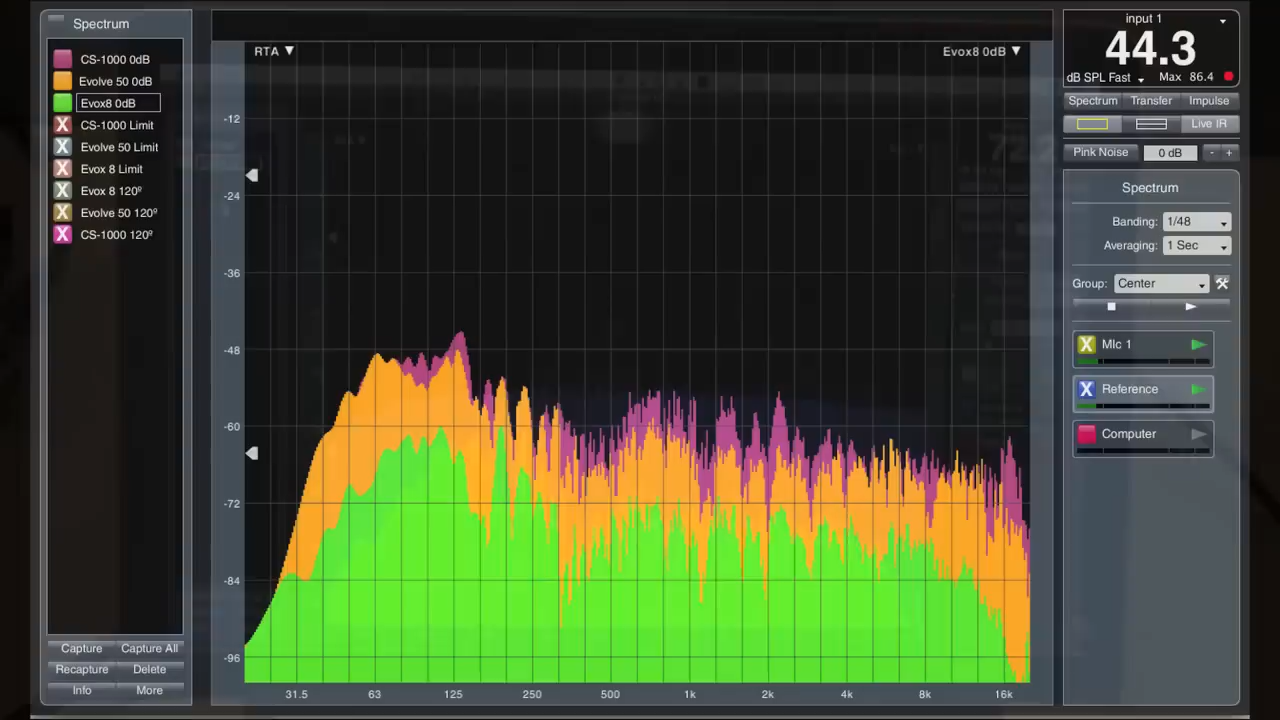 Spectrum
CS-1000 0dB
Evolve 50 0dB
Evox8 0dB
CS-1000 Limit
Evolve 50 Limit
Evox 8 Limit
Evox 8 120º
Evolve 50 120º
CS-1000 120º
Capture Capture All
Recapture Delete
Info More
RTA
Evox8 0dB
-12
-24
-36
-48
-60
-72
-84
-96
31.5 63 125 250 500 1k 2k 4k 8k 16k
input 1
44.3
dB SPL Fast Max 86.4
Spectrum Transfer Impulse
Live IR
Pink Noise 0 dB - +
Spectrum
Banding: 1/48
Averaging: 1 Sec
Group: Center
X MIc 1
X Reference
Computer